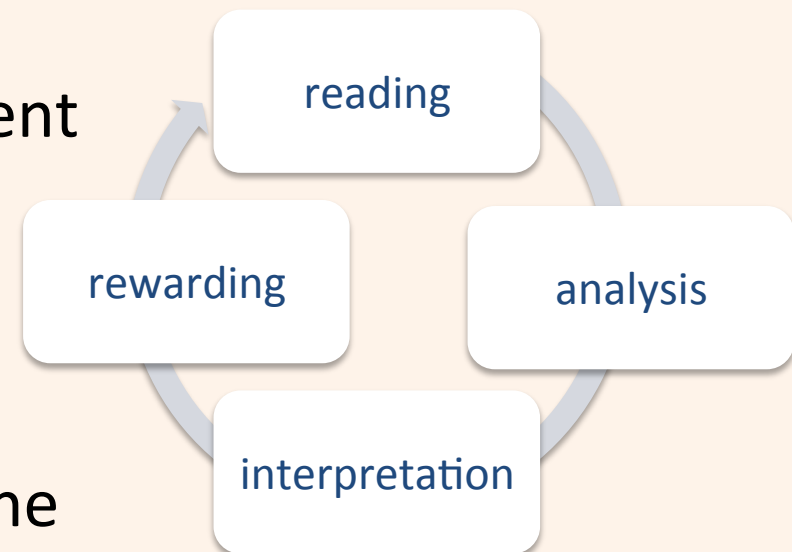 reading
ent
rewarding
analysis
interpretation
ne